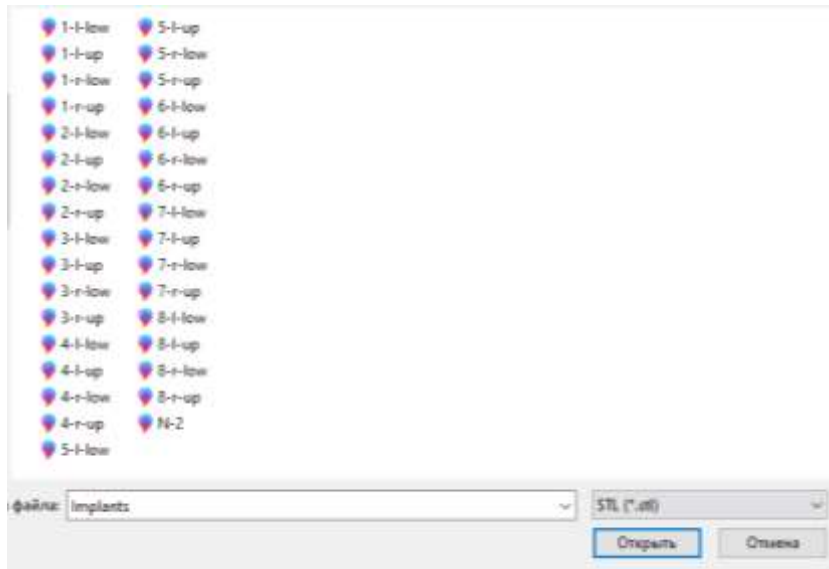 1-l-low
1-l-up
1-r-low
1-r-up
2-l-low
2-l-up
2-r-low
2-r-up
3-l-low
3-l-up
3-r-low
3-r-up
4-l-low
4-l-up
4-r-low
4-r-up
5-l-low
5-l-up
5-r-low
5-r-up
6-l-low
6-l-up
6-r-low
6-r-up
7-l-low
7-l-up
7-r-low
7-r-up
8-l-low
8-l-up
8-r-low
8-r-up
N-2
файла: Implants STL (*.stl)
Открыть Отмена